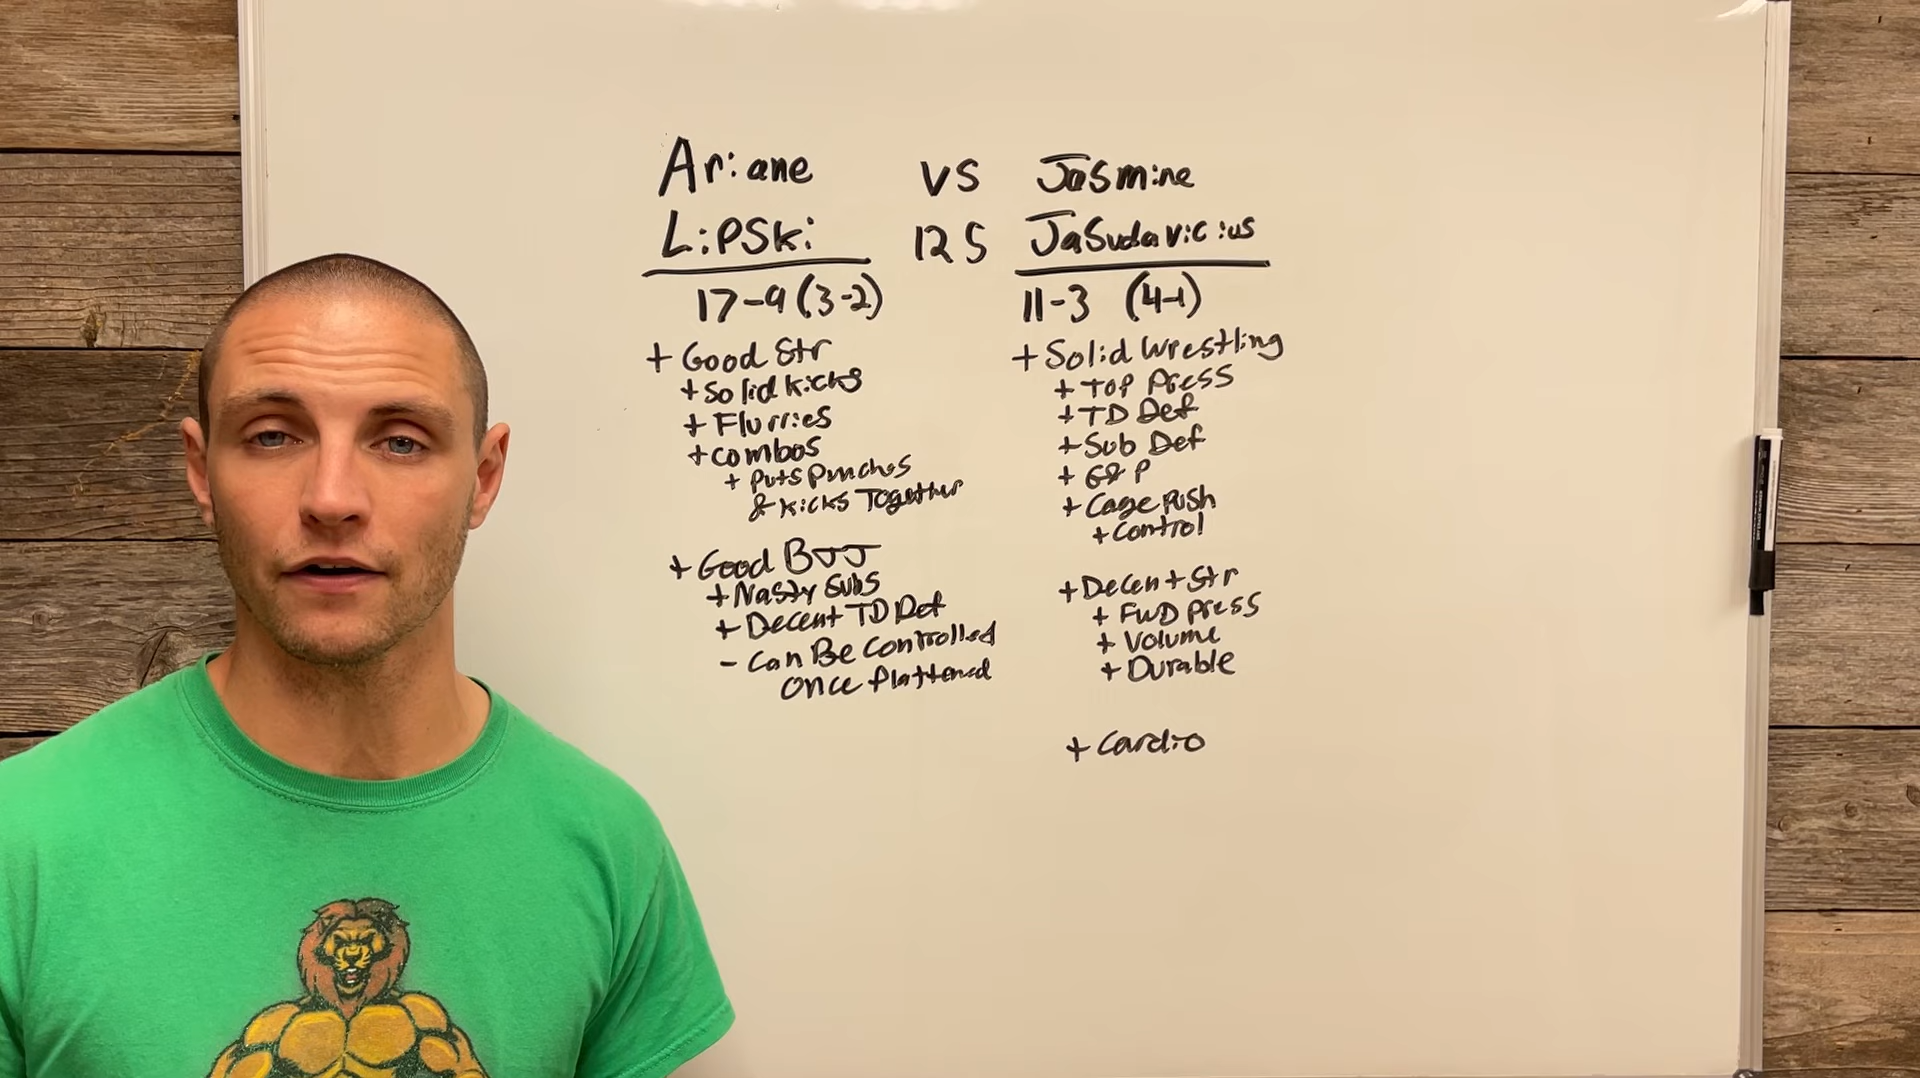 Ariane vs Jasmine
Lipski 125 Jasudavicius
17-9 (3-2)
+ Good Str
+ Solid Kicks
+ Flurries
+ Combos
+ Puts Punches
& Kicks Together
+ Good BJJ
+ Nasty Subs
+ Decent TD Def
- Can Be Controlled
Once flattened
11-3 (4-1)
+ Solid Wrestling
+ Top Press
+ TD Def
+ Sub Def
+ G&P
+ Cage Push
+ Control
+ Decent Str
+ FWD Press
+ Volume
+ Durable
+ Cardio